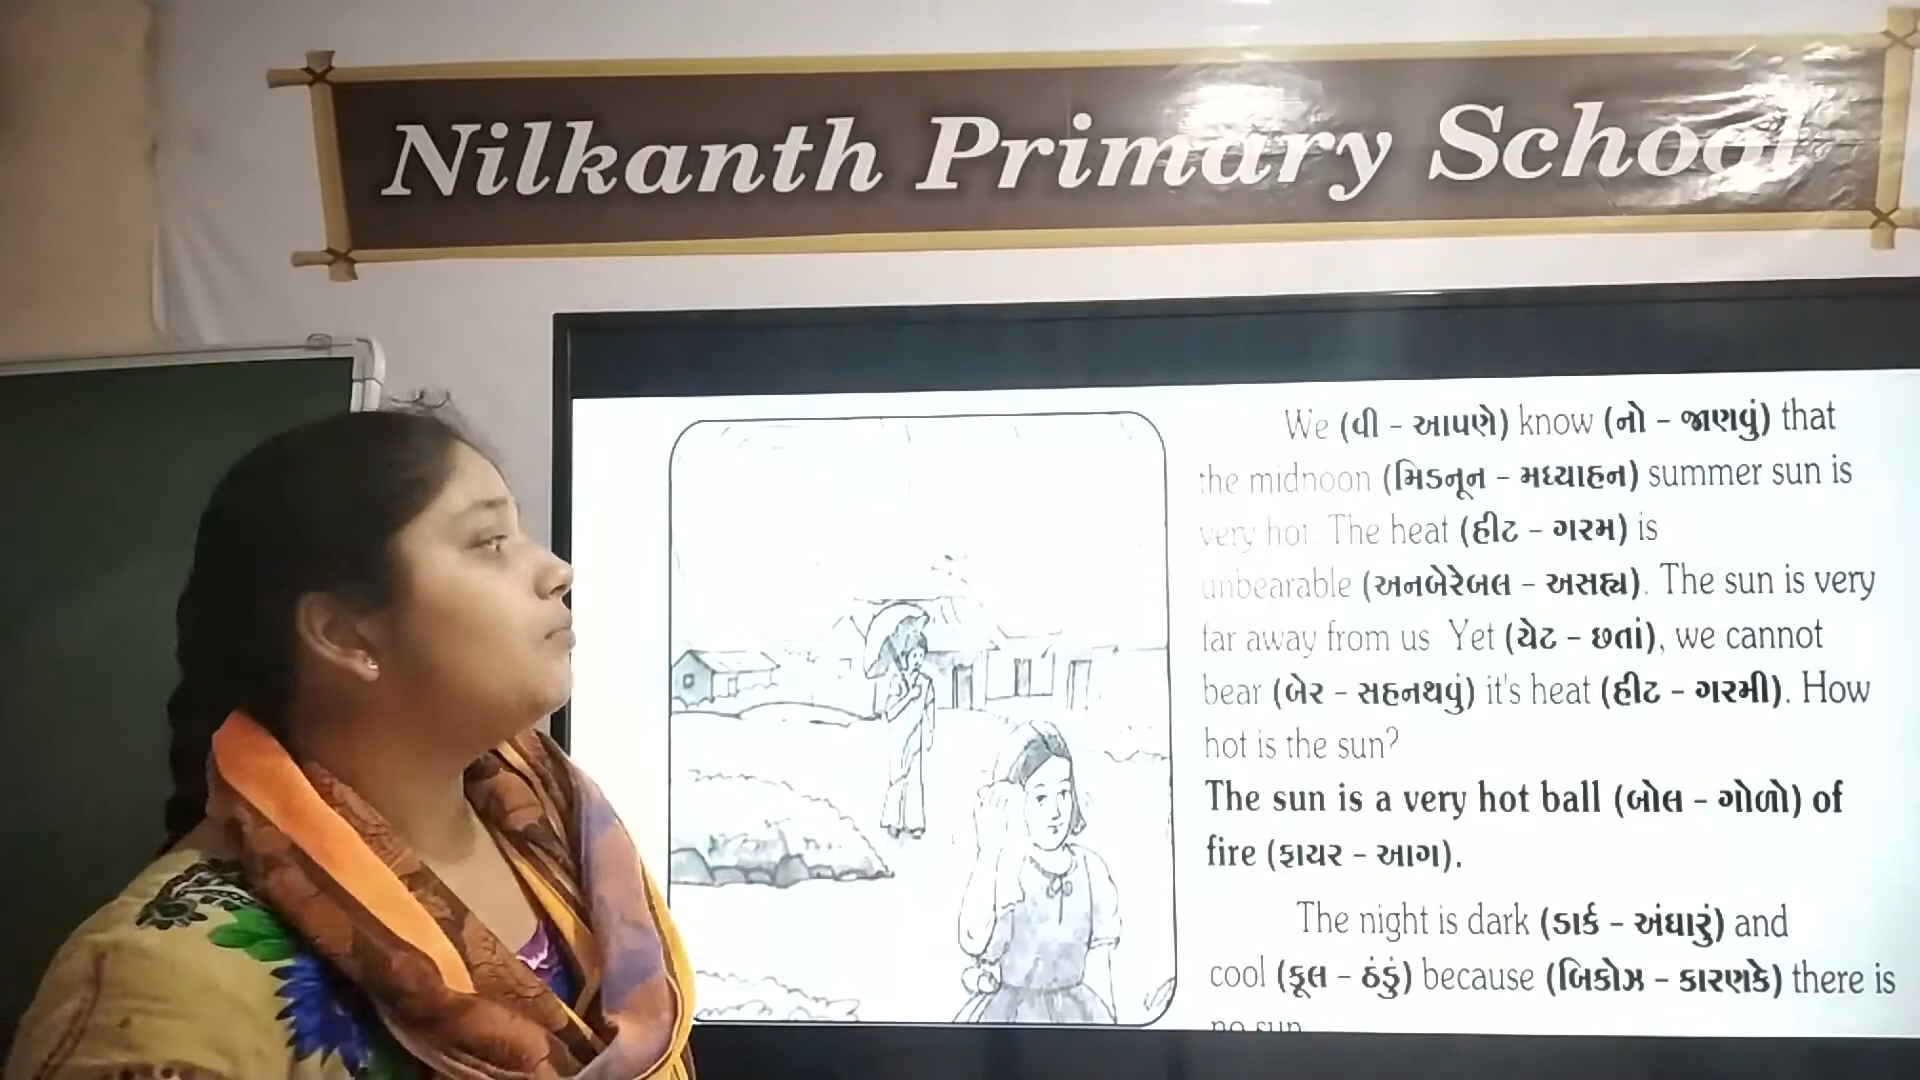 Nilkanth Primary School
We (વી - આપણે) know (નો - જાણવું) that
the midnoon (મિડનૂન - મધ્યાહન) summer sun is
very hot. The heat (હીટ - ગરમ) is
unbearable (અનબેરેબલ - અસહ્ય). The sun is very
far away from us Yet (યેટ - છતાં), we cannot
bear (બેર - સહનથવું) it's heat (હીટ - ગરમી). How
hot is the sun?
The sun is a very hot ball (બોલ - ગોળો) of
fire (ફાયર - આગ).
The night is dark (ડાર્ક - અંધારું) and
cool (કૂલ - ઠંડું) because (બિકોઝ - કારણકે) there is
no sun